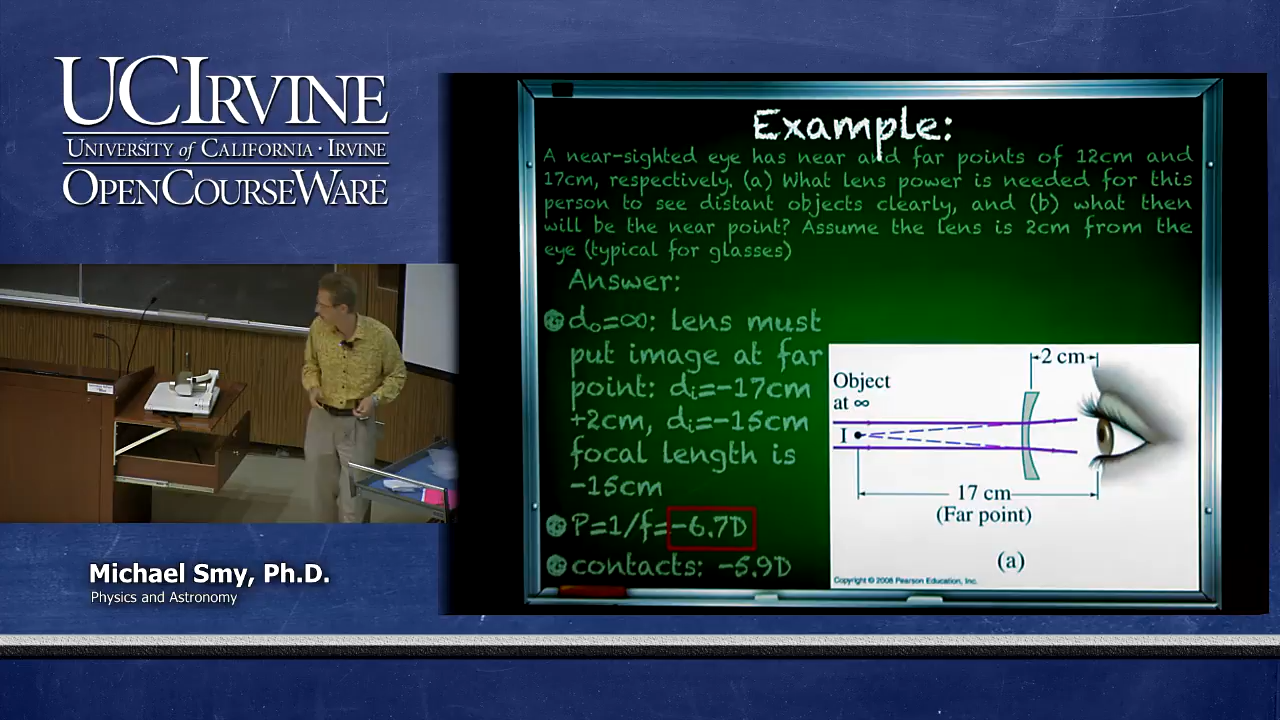 UCIRVINE
UNIVERSITY of CALIFORNIA · IRVINE
OPENCOURSEWARE
Example:
A near-sighted eye has near and far points of 12cm and
17cm, respectively. (a) What lens power is needed for this
person to see distant objects clearly, and (b) what then
will be the near point? Assume the lens is 2cm from the
eye (typical for glasses)
Answer:
do=∞: lens must
put image at far
point: di=-17cm
+2cm, di=-15cm
focal length is
-15cm
P=1/f=-6.7D
contacts: -5.9D
2 cm
Object
at ∞
I
17 cm
(Far point)
(a)
Copyright © 2008 Pearson Education, Inc.
Michael Smy, Ph.D.
Physics and Astronomy